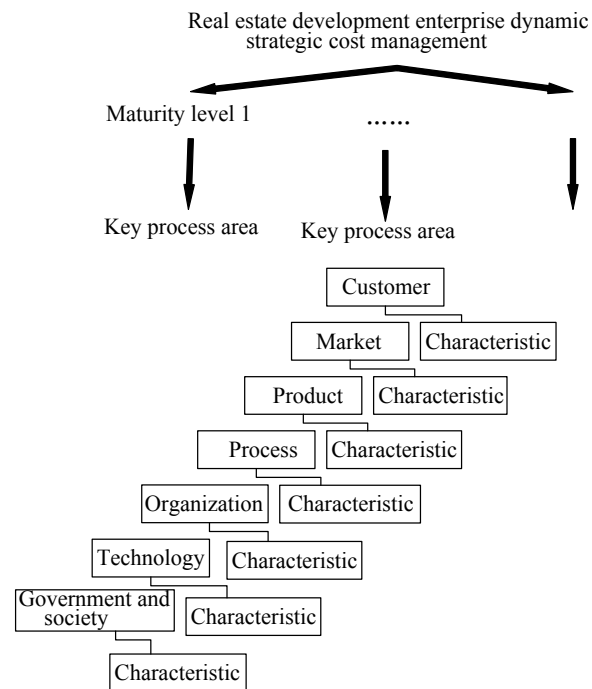 Real estate development enterprise dynamic
strategic cost management
Maturity level 1
……
Key process area
Key process area
Customer
Characteristic
Market
Characteristic
Product
Characteristic
Process
Characteristic
Organization
Characteristic
Technology
Characteristic
Government and
society
Characteristic